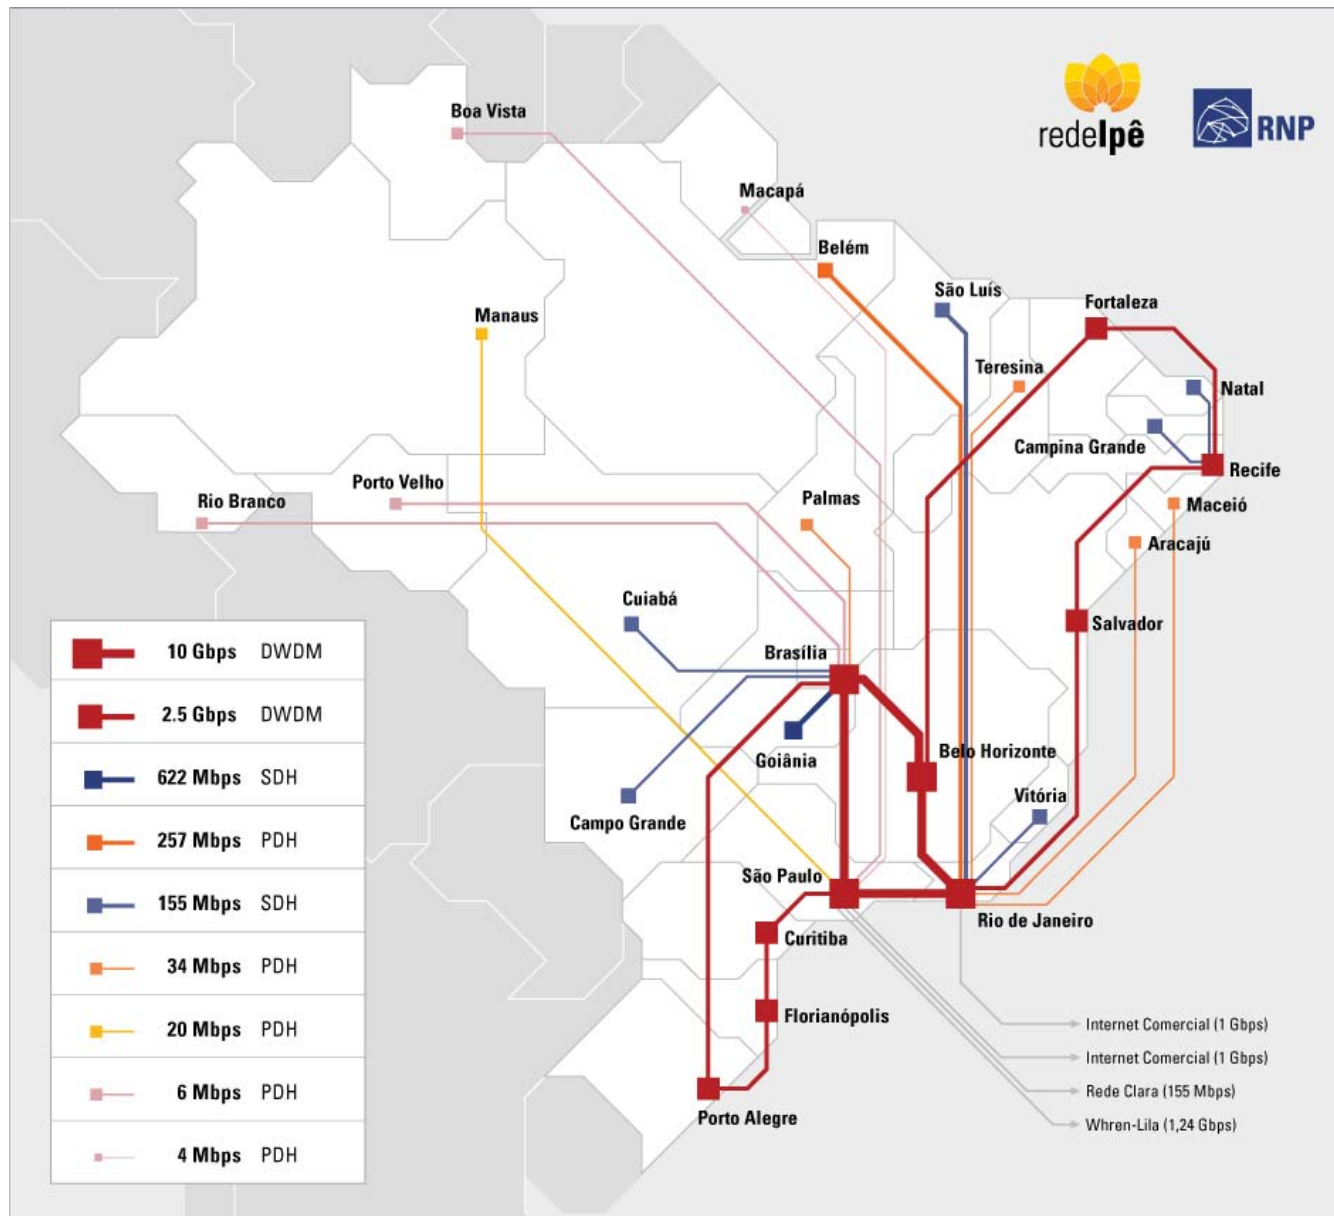 Boa Vista
redeIpê
RNP
Macapá
Belém
São Luís
Fortaleza
Manaus
Teresina
Natal
Campina Grande
Recife
Porto Velho
Rio Branco
Palmas
Maceió
Aracajú
Cuiabá
Salvador
Brasília
Goiânia
Belo Horizonte
Vitória
Campo Grande
São Paulo
Rio de Janeiro
Curitiba
Florianópolis
Porto Alegre
10 Gbps DWDM
2.5 Gbps DWDM
622 Mbps SDH
257 Mbps PDH
155 Mbps SDH
34 Mbps PDH
20 Mbps PDH
6 Mbps PDH
4 Mbps PDH
Internet Comercial (1 Gbps)
Internet Comercial (1 Gbps)
Rede Clara (155 Mbps)
Whren-Lila (1,24 Gbps)